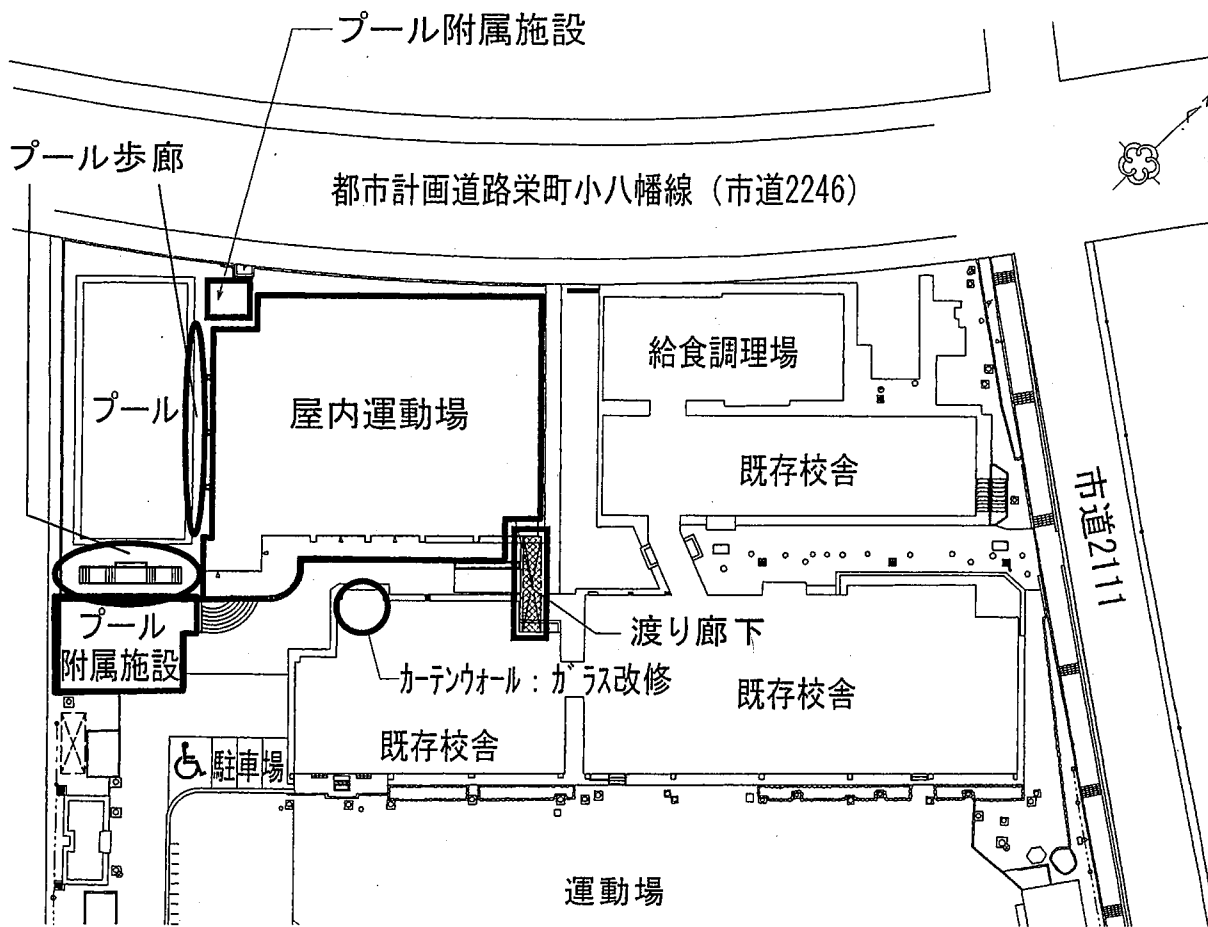 プール附属施設
プール歩廊
都市計画道路栄町小八幡線（市道2246）
給食調理場
プール
屋内運動場
既存校舎
市道2111
プール
附属施設
渡り廊下
カーテンウォール：ガラス改修
既存校舎
既存校舎
駐車場
運動場